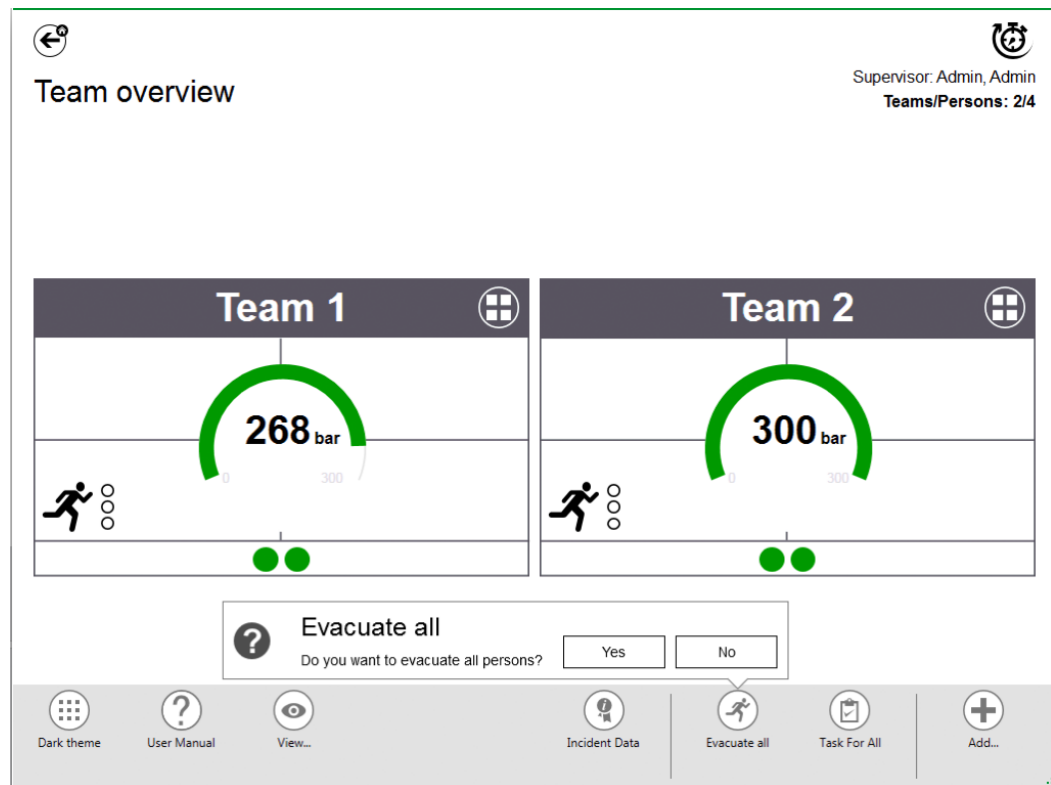 Team overview
Supervisor: Admin, Admin
Teams/Persons: 2/4
Team 1
Team 2
268 bar
0 300
300 bar
0 300
Evacuate all
Do you want to evacuate all persons?
Yes
No
Dark theme
User Manual
View...
Incident Data
Evacuate all
Task For All
Add...